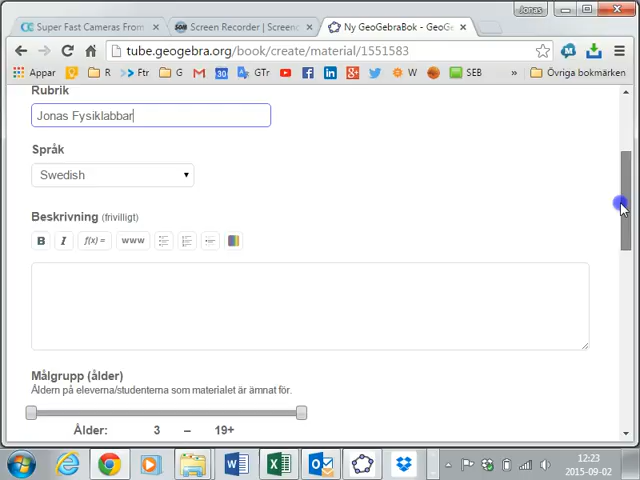 Jonas
Super Fast Cameras From
SOM Screen Recorder | Screenc
Ny GeoGebraBok - GeoGe
tube.geogebra.org/book/create/material/1551583
Appar R Ftr G 30 GTr SEB » Övriga bokmärken
Rubrik
Jonas Fysiklabbar
Språk
Swedish
Beskrivning (frivilligt)
B I f(x) = www
Målgrupp (ålder)
Åldern på eleverna/studenterna som materialet är ämnat för.
Ålder: 3 – 19+
12:23
2015-09-02